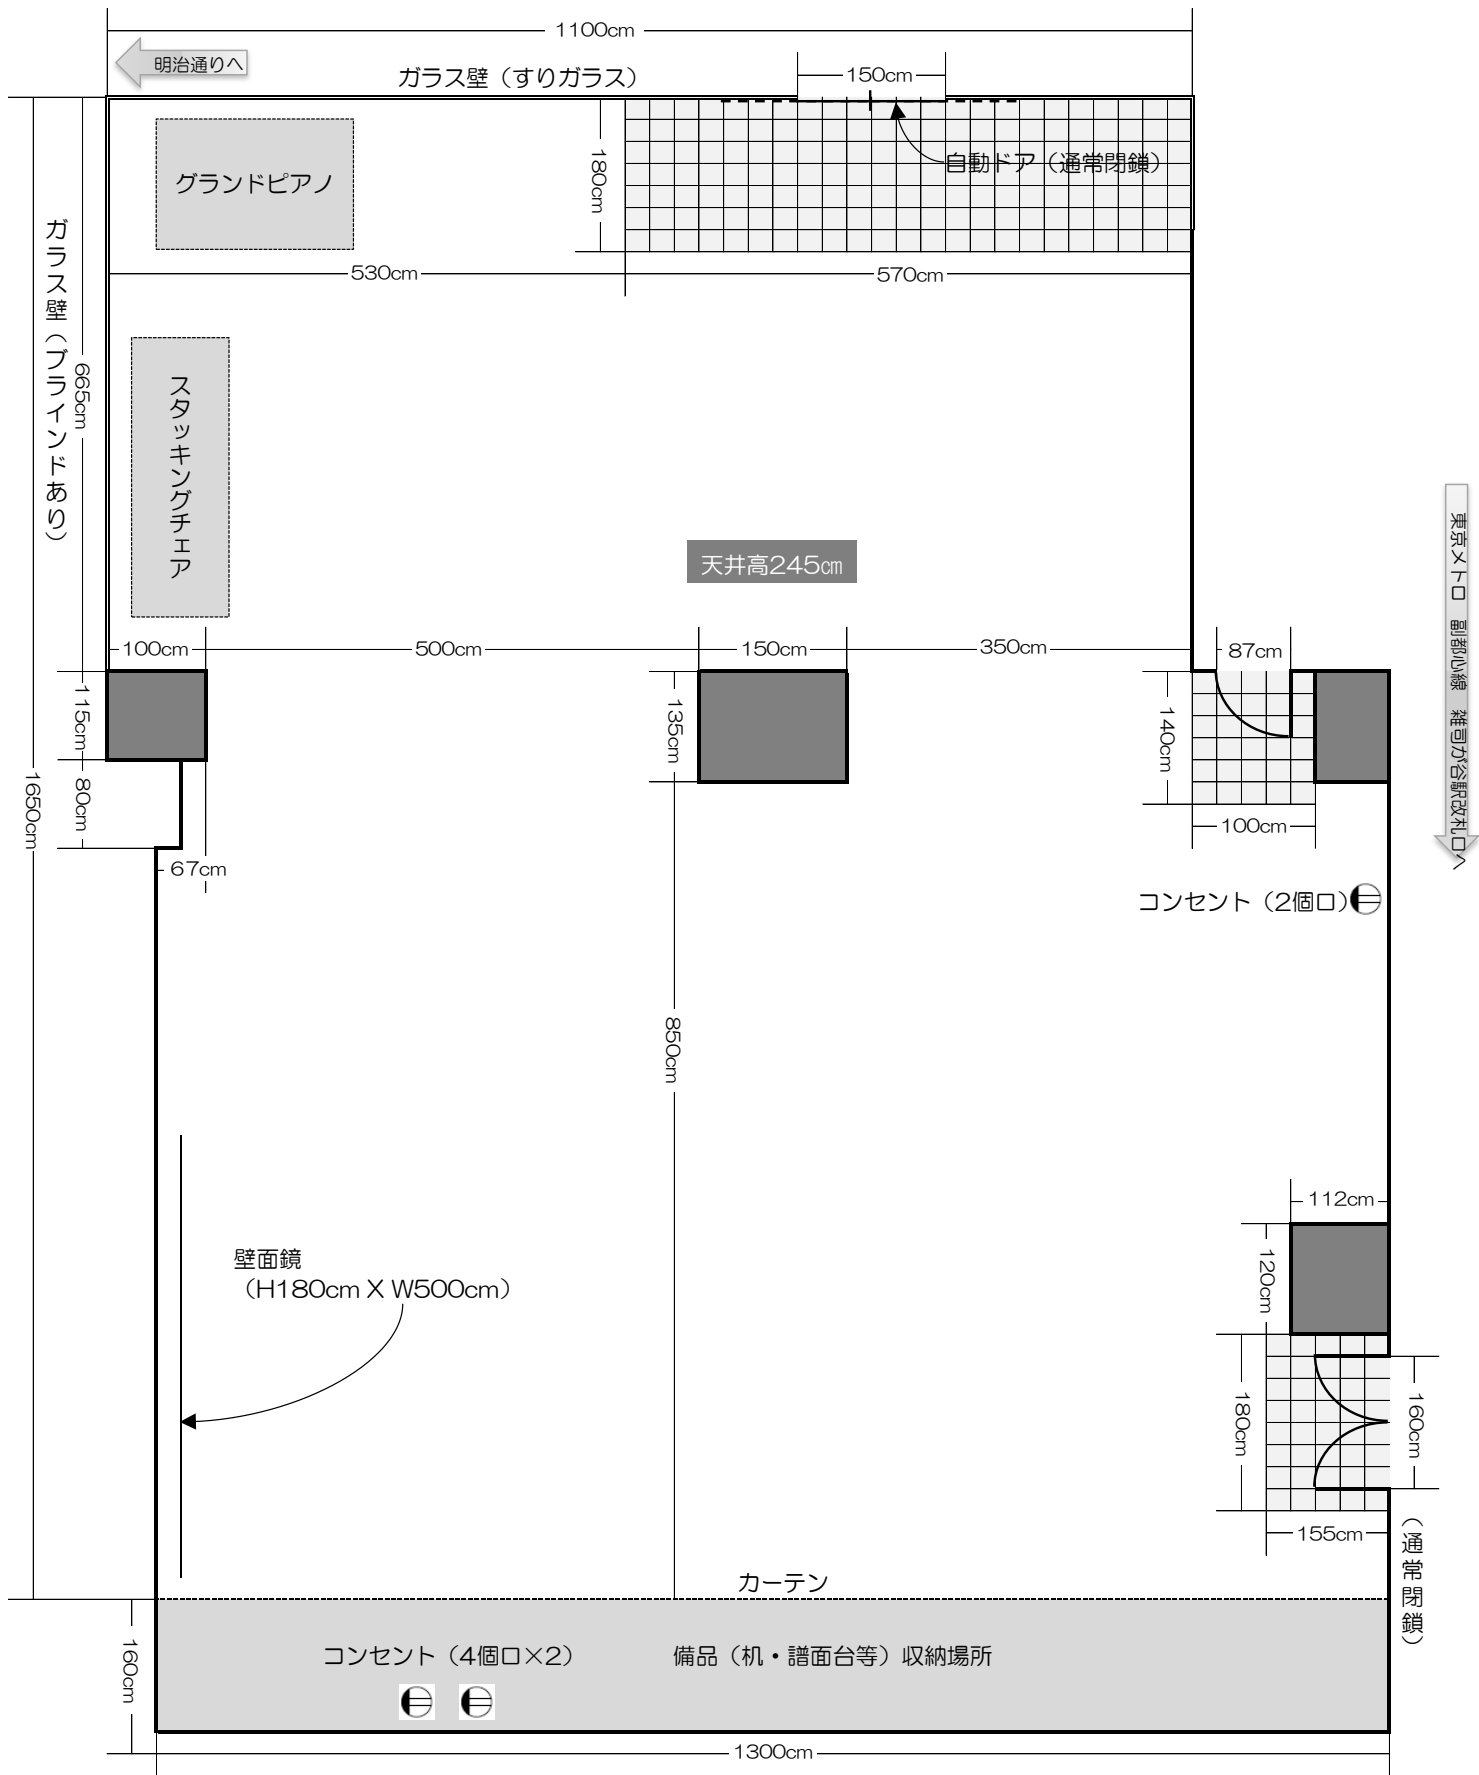 1100cm
明治通りへ
ガラス壁（すりガラス）
150cm
グランドピアノ
180cm
自動ドア（通常閉鎖）
530cm
570cm
ガラス壁（ブラインドあり）
665cm
スタッキングチェア
天井高245㎝
東京メトロ　副都心線　雑司が谷駅改札口へ
100cm
500cm
150cm
350cm
87cm
115cm
135cm
140cm
80cm
1650cm
100cm
67cm
コンセント（2個口）
850cm
112cm
120cm
壁面鏡
（H180cm X W500cm）
180cm
160cm
155cm
（通常閉鎖）
カーテン
160cm
コンセント（4個口×2）
備品（机・譜面台等）収納場所
1300cm